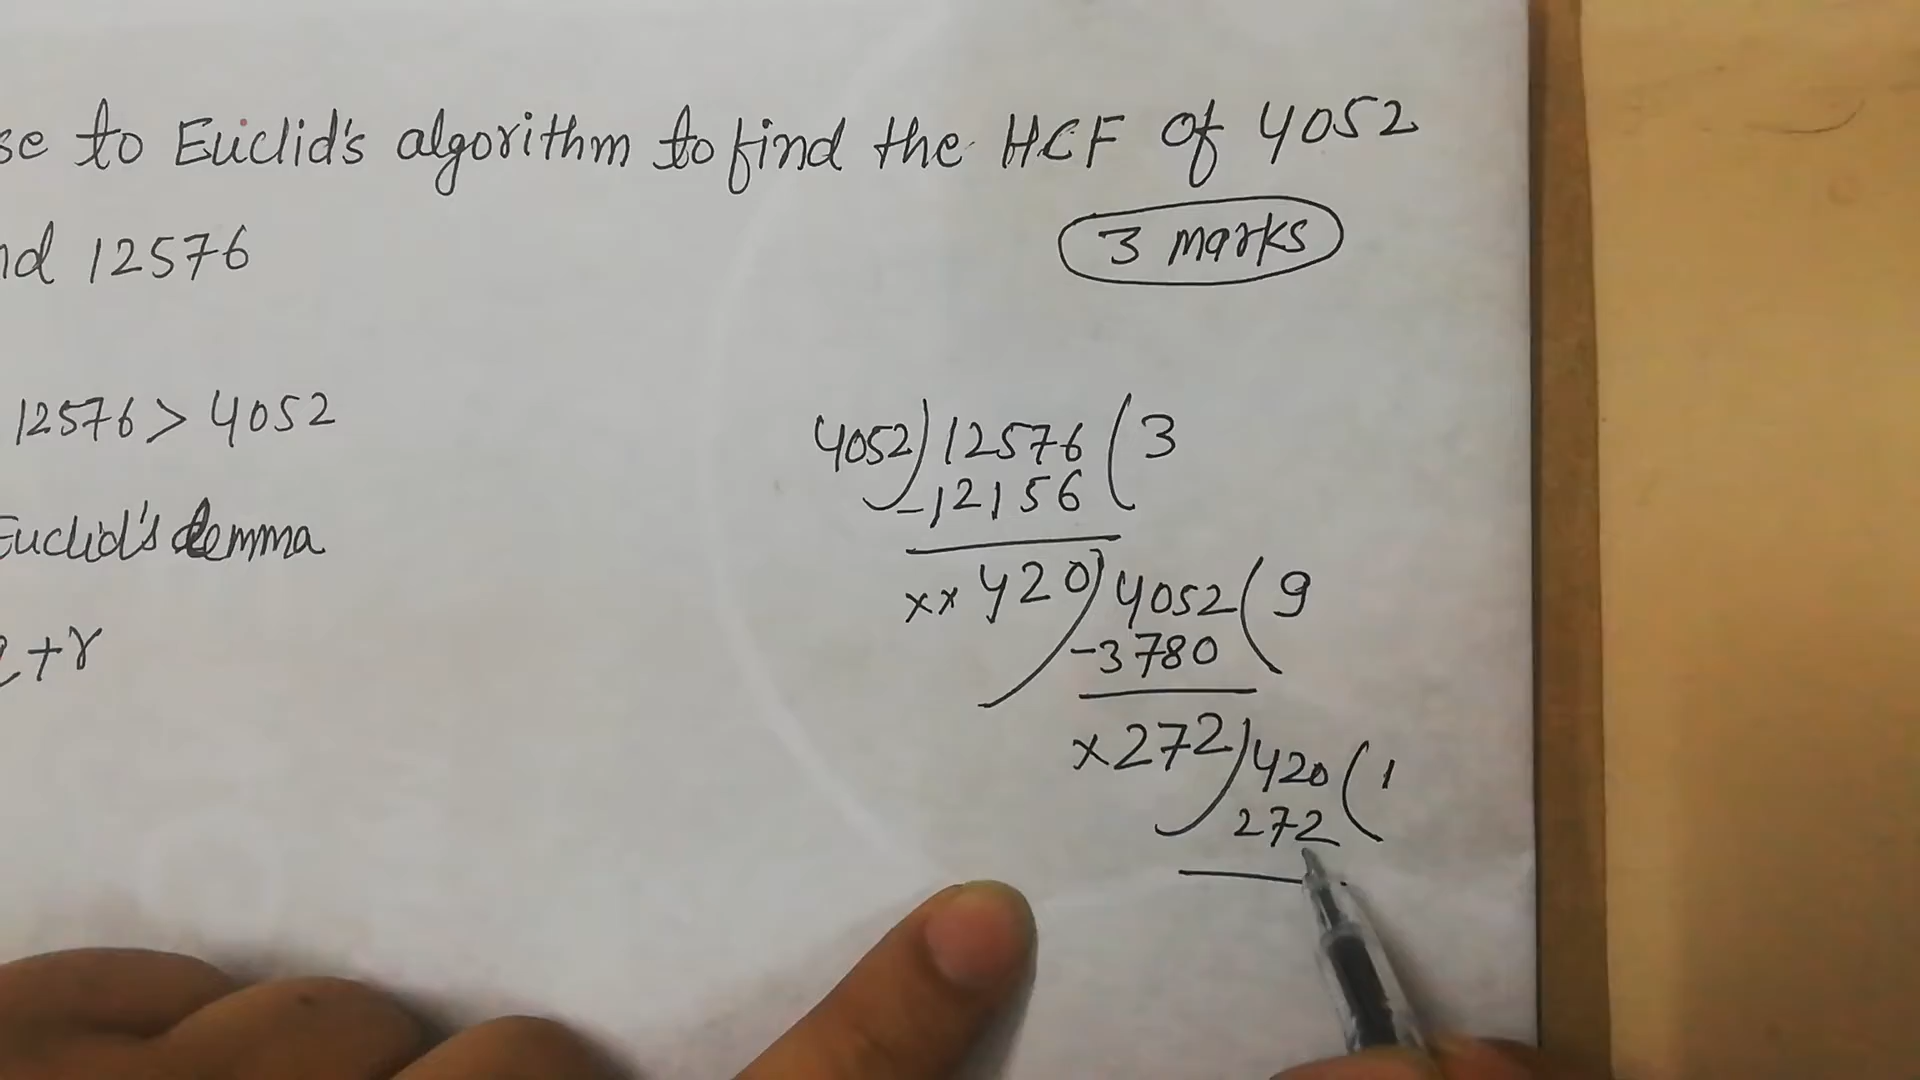 se to Euclid's algorithm to find the HCF of 4052
nd 12576
3 marks
12576 > 4052
Euclid's lemma
+r
4052) 12576 ( 3
-12156
xx 420) 4052 ( 9
-3780
x 272) 420 ( 1
272